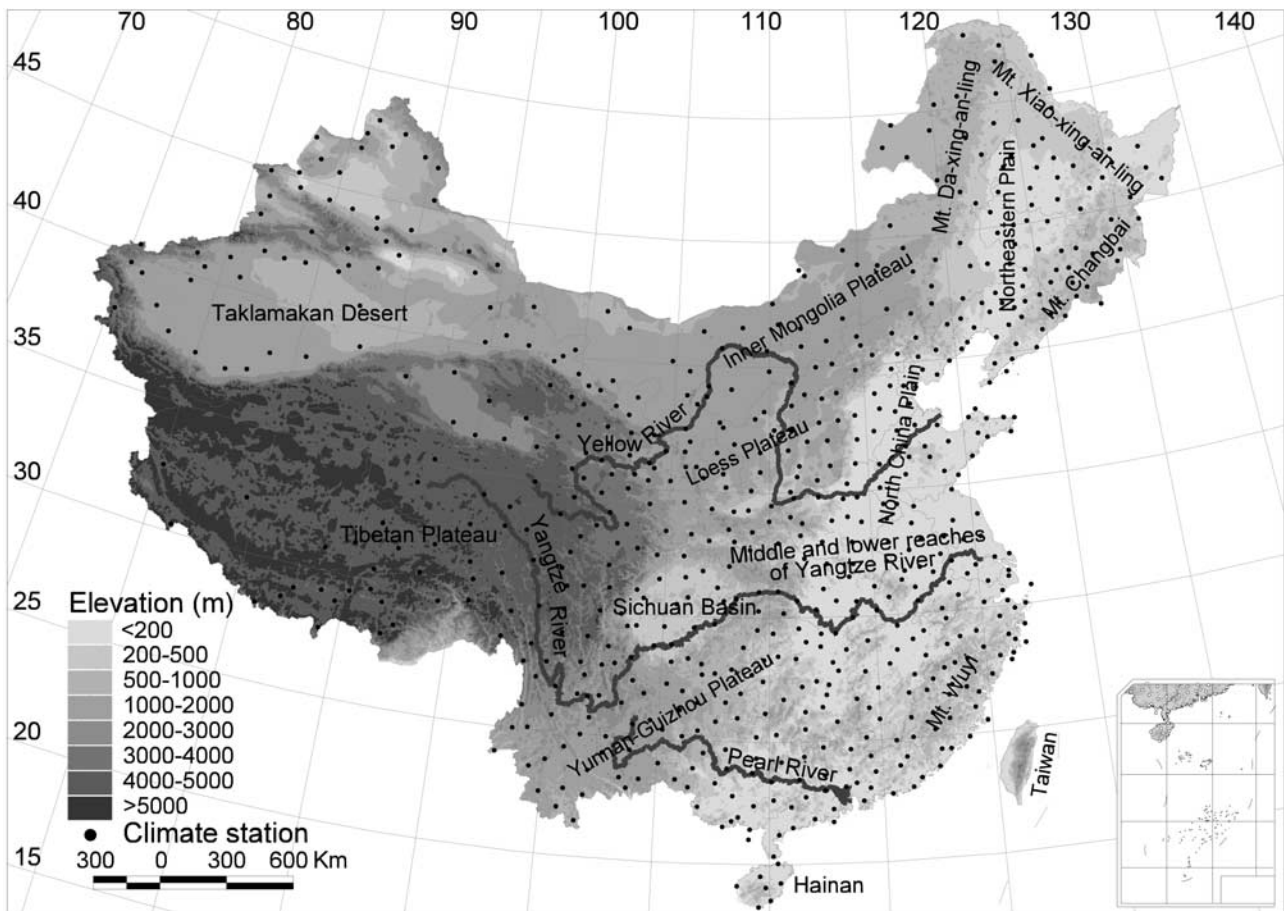 70 80 90 100 110 120 130 140
45
40
35
30
25
20
15
Mt. Da-xing-an-ling
Mt. Xiao-xing-an-ling
Northeastern Plain
Mt. Changbai
Inner Mongolia Plateau
Taklamakan Desert
Yellow River
Loess Plateau
North China Plain
Tibetan Plateau
Yangtze River
Middle and lower reaches
of Yangtze River
Sichuan Basin
Yunnan-Guizhou Plateau
Mt. Wuyi
Pearl River
Taiwan
Hainan
Elevation (m)
<200
200-500
500-1000
1000-2000
2000-3000
3000-4000
4000-5000
>5000
Climate station
300 0 300 600 Km